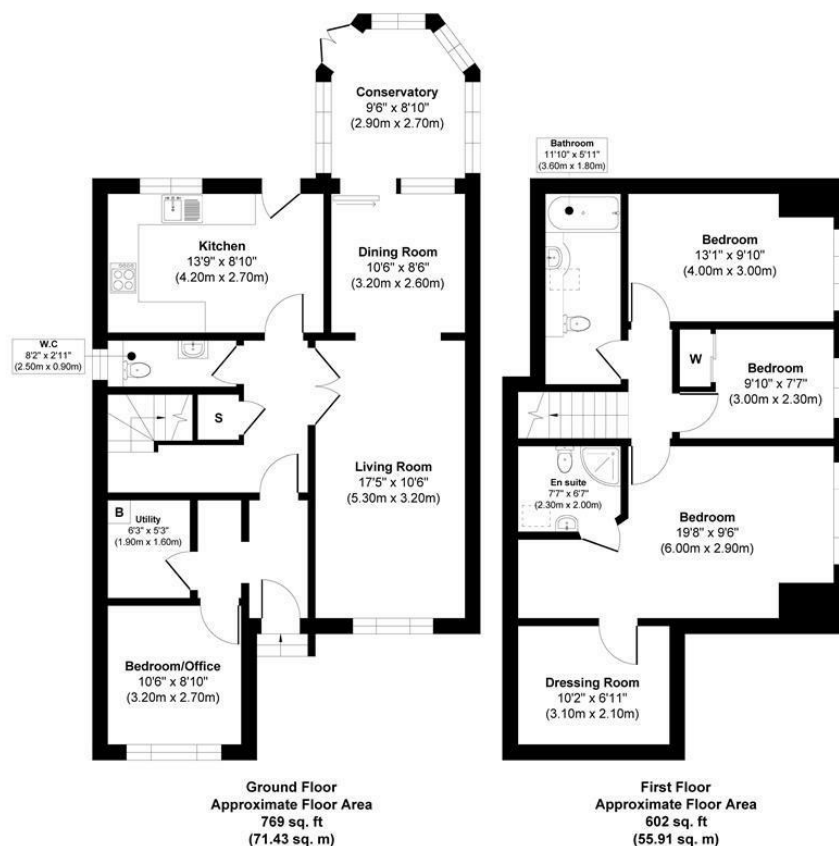 Conservatory
9'6" x 8'10"
(2.90m x 2.70m)
Kitchen
13'9" x 8'10"
(4.20m x 2.70m)
Dining Room
10'6" x 8'6"
(3.20m x 2.60m)
W.C
8'2" x 2'11"
(2.50m x 0.90m)
S
Living Room
17'5" x 10'6"
(5.30m x 3.20m)
B
Utility
6'3" x 5'3"
(1.90m x 1.60m)
Bedroom/Office
10'6" x 8'10"
(3.20m x 2.70m)
Ground Floor
Approximate Floor Area
769 sq. ft
(71.43 sq. m)
Bathroom
11'10" x 5'11"
(3.60m x 1.80m)
Bedroom
13'1" x 9'10"
(4.00m x 3.00m)
W
Bedroom
9'10" x 7'7"
(3.00m x 2.30m)
En suite
7'7" x 6'7"
(2.30m x 2.00m)
Bedroom
19'8" x 9'6"
(6.00m x 2.90m)
Dressing Room
10'2" x 6'11"
(3.10m x 2.10m)
First Floor
Approximate Floor Area
602 sq. ft
(55.91 sq. m)